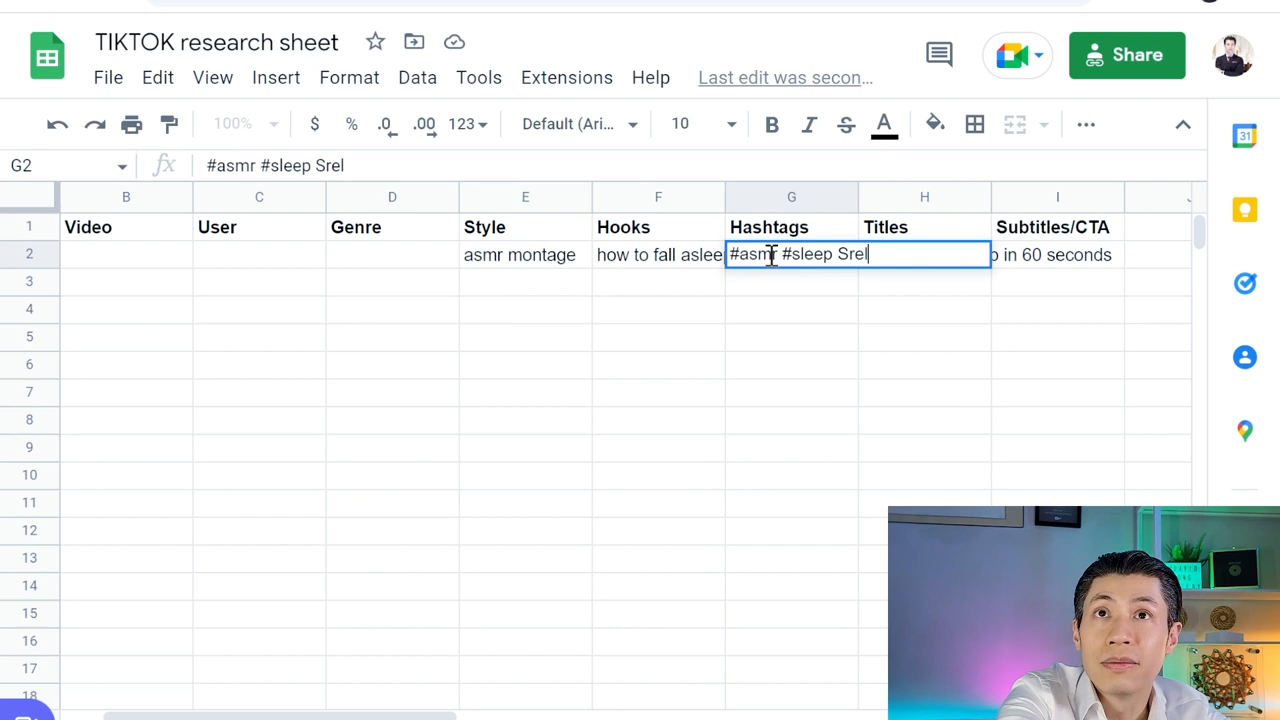 TIKTOK research sheet
File Edit View Insert Format Data Tools Extensions Help Last edit was secon...
Share
100% $ % .0 .00 123 Default (Ari... 10 B I S A ...
31
G2 fx #asmr #sleep Srel
B C D E F G H I
1 Video User Genre Style Hooks Hashtags Titles Subtitles/CTA
2 asmr montage how to fall aslee #asmr #sleep Srel in 60 seconds
3
4
5
6
7
8
9
10
11
12
13
14
15
16
17
18